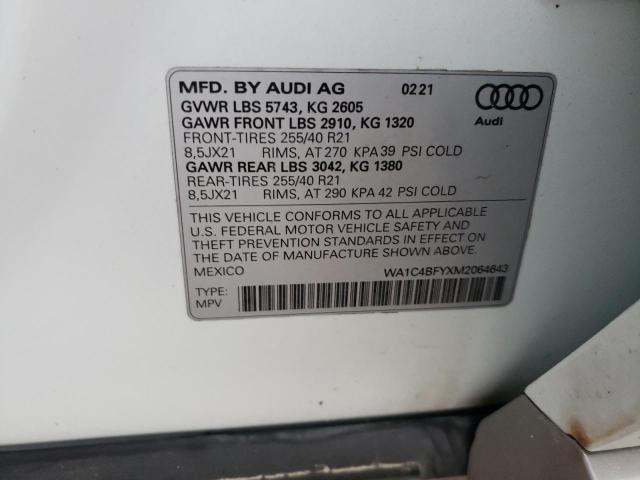 MFD. BY AUDI AG 02 21
GVWR LBS 5743, KG 2605
GAWR FRONT LBS 2910, KG 1320
FRONT-TIRES 255/40 R21
8,5JX21 RIMS, AT 270 KPA 39 PSI COLD
GAWR REAR LBS 3042, KG 1380
REAR-TIRES 255/40 R21
8,5JX21 RIMS, AT 290 KPA 42 PSI COLD
Audi
THIS VEHICLE CONFORMS TO ALL APPLICABLE
U.S. FEDERAL MOTOR VEHICLE SAFETY AND
THEFT PREVENTION STANDARDS IN EFFECT ON
THE DATE OF MANUFACTURE SHOWN ABOVE.
MEXICO WA1C4BFYXM2064643
TYPE:
MPV